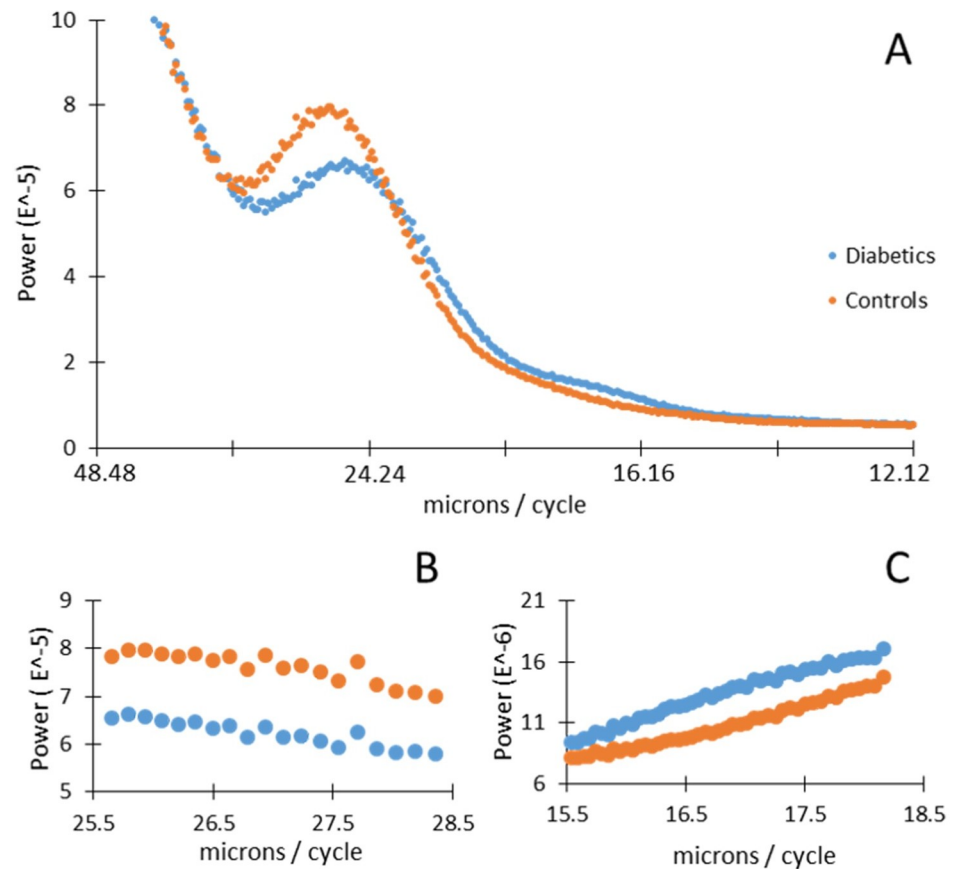 A
10
8
6
4
2
0
Power (E^-5)
48.48 24.24 16.16 12.12
microns / cycle
Diabetics
Controls
B
9
8
7
6
5
Power ( E^-5)
25.5 26.5 27.5 28.5
microns / cycle
C
21
16
11
6
Power (E^-6)
15.5 16.5 17.5 18.5
microns / cycle